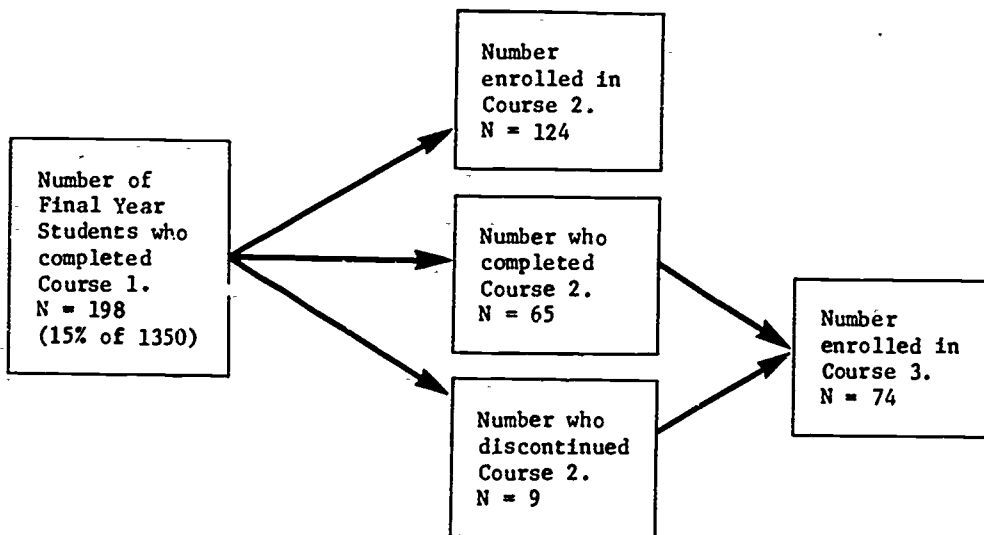 Number
enrolled in
Course 2.
N = 124
Number of
Final Year
Students who
completed
Course 1.
N = 198
(15% of 1350)
Number who
completed
Course 2.
N = 65
Number who
discontinued
Course 2.
N = 9
Number
enrolled in
Course 3.
N = 74